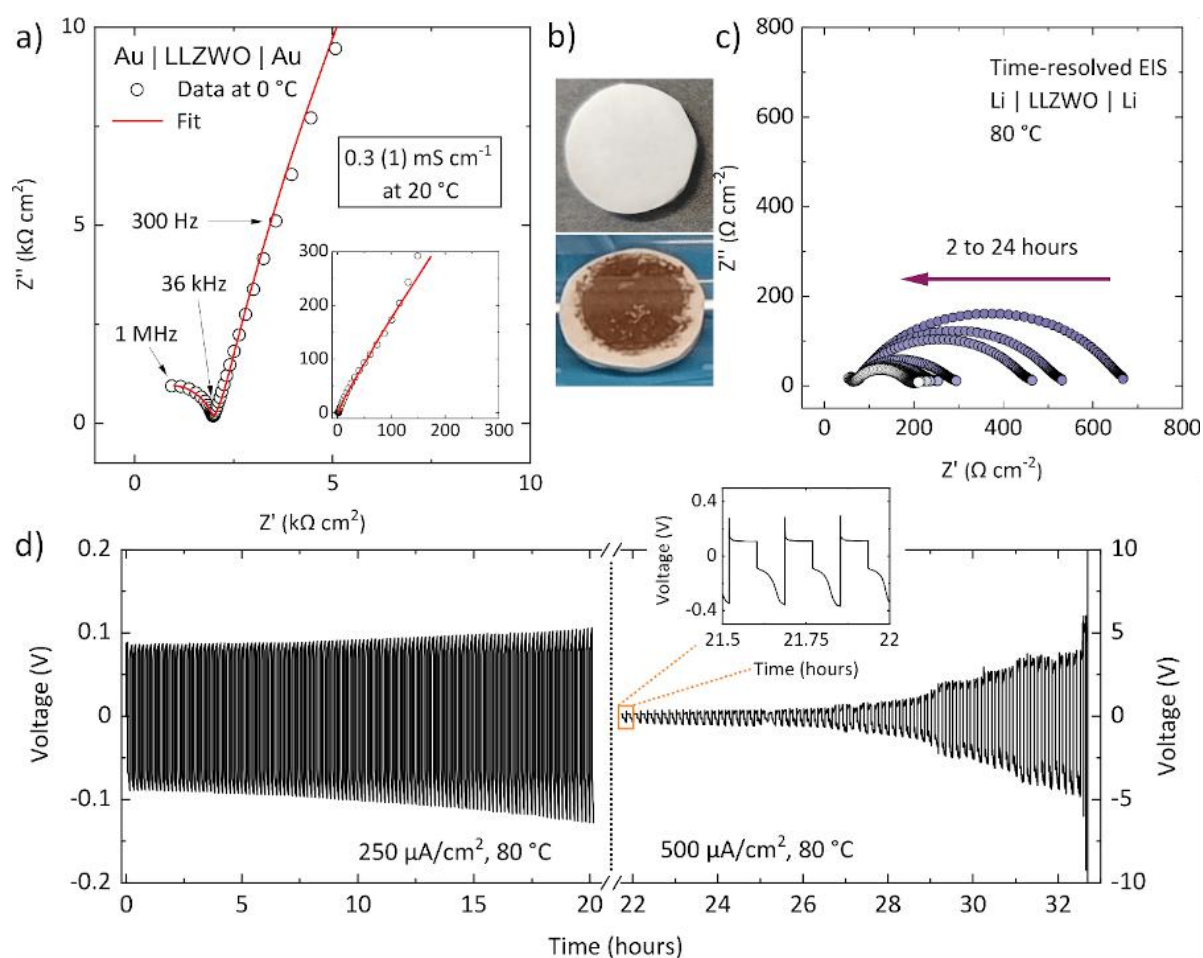 a)
Au | LLZWO | Au
Data at 0 °C
Fit
0.3 (1) mS cm⁻¹
at 20 °C
300 Hz
36 kHz
1 MHz
Z'' (kΩ cm²)
10
5
0
0
5
10
Z' (kΩ cm²)
300
200
100
0
0
100
200
300
b)
c)
Time-resolved EIS
Li | LLZWO | Li
80 °C
2 to 24 hours
Z'' (Ω cm⁻²)
800
600
400
200
0
0
200
400
600
800
Z' (Ω cm⁻²)
d)
Voltage (V)
0.2
0.1
0
-0.1
-0.2
250 µA/cm², 80 °C
500 µA/cm², 80 °C
0
5
10
15
20
22
24
26
28
30
32
Time (hours)
Voltage (V)
0.4
0
-0.4
21.5
21.75
22
Time (hours)
10
5
0
-5
-10
Voltage (V)